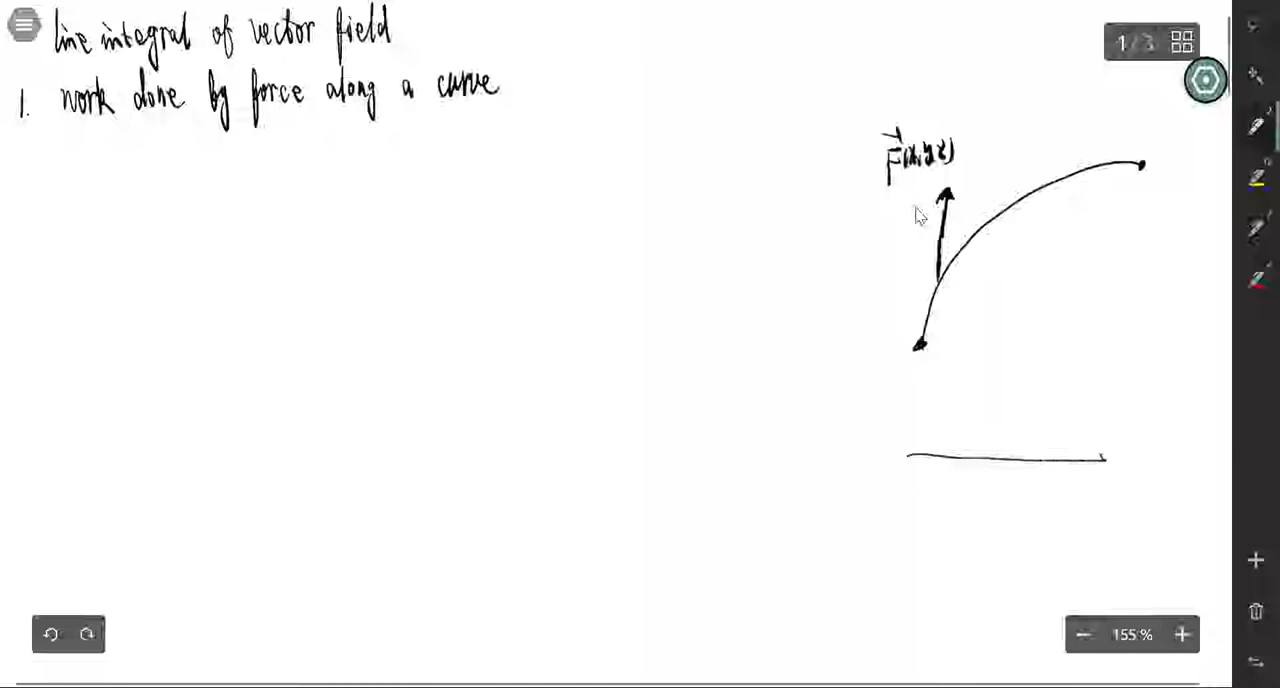 line integral of vector field
1. work done by force along a curve
1 / 3
F(x,y,z)
155 %